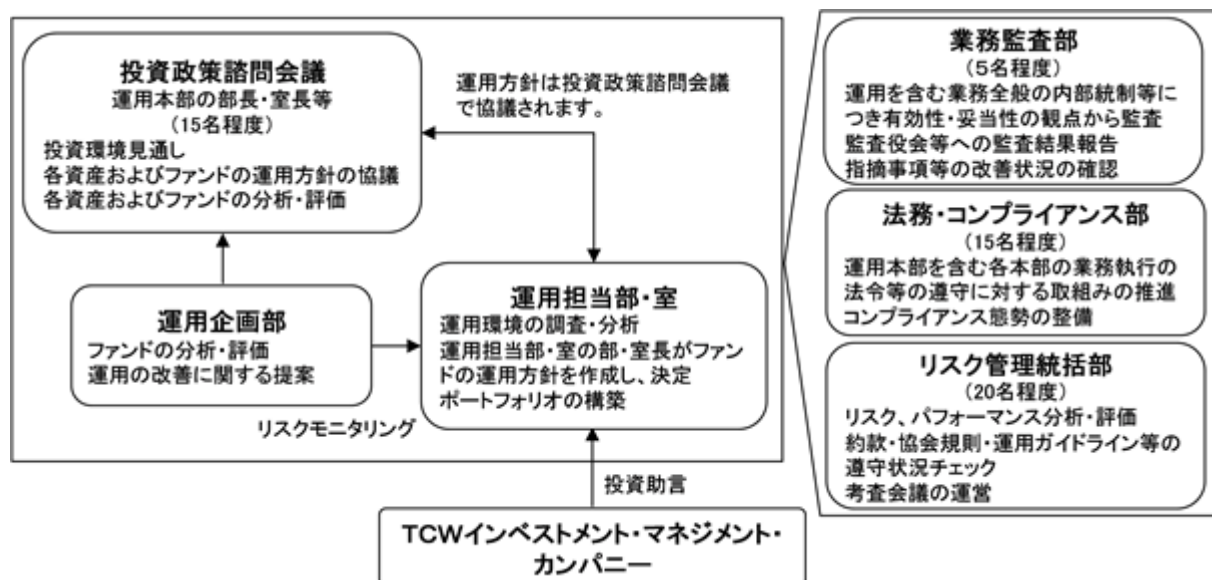 投資政策諮問会議
運用本部の部長・室長等
(15名程度)
投資環境見通し
各資産およびファンドの運用方針の協議
各資産およびファンドの分析・評価
運用方針は投資政策諮問会議
で協議されます。
運用企画部
ファンドの分析・評価
運用の改善に関する提案
リスクモニタリング
運用担当部・室
運用環境の調査・分析
運用担当部・室の部・室長がファン
ドの運用方針を作成し、決定
ポートフォリオの構築
投資助言
TCWインベストメント・マネジメント・
カンパニー
業務監査部
(5名程度)
運用を含む業務全般の内部統制等に
つき有効性・妥当性の観点から監査
監査役会等への監査結果報告
指摘事項等の改善状況の確認
法務・コンプライアンス部
(15名程度)
運用本部を含む各本部の業務執行の
法令等の遵守に対する取組みの推進
コンプライアンス態勢の整備
リスク管理統括部
(20名程度)
リスク、パフォーマンス分析・評価
約款・協会規則・運用ガイドライン等の
遵守状況チェック
考査会議の運営